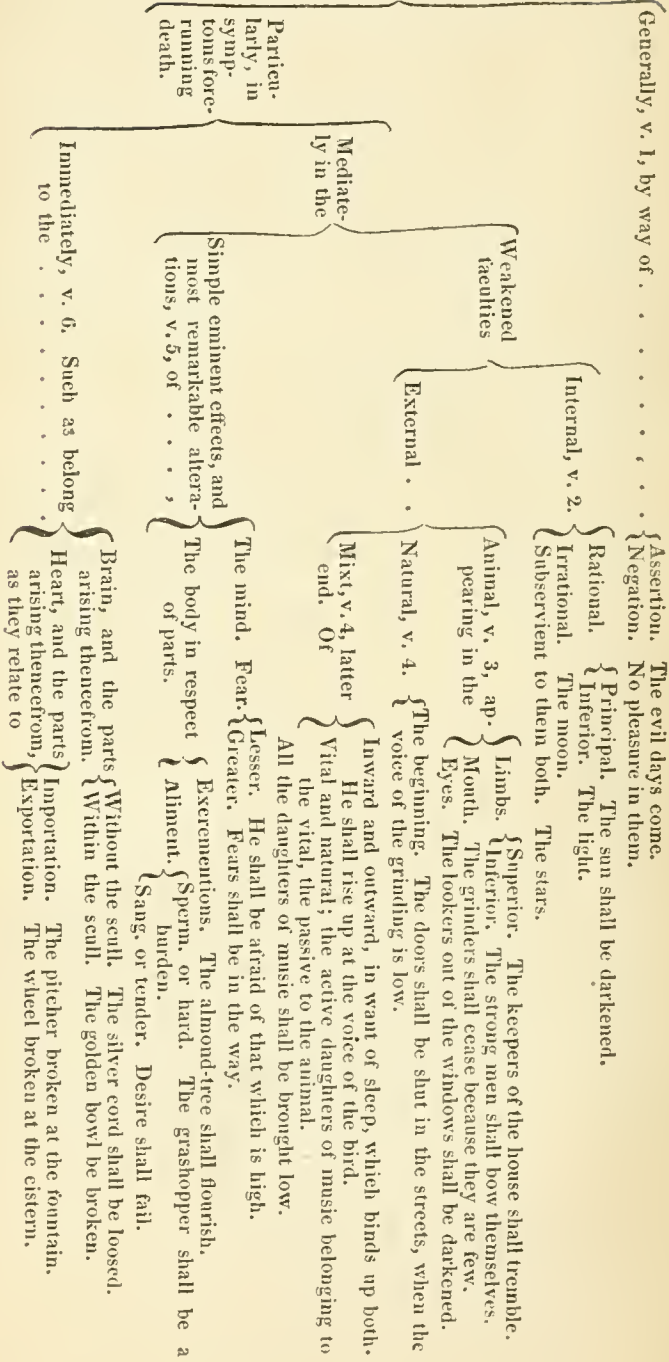 Generally, v. 1, by way of . . . . . . . . .
Assertion. The evil days come.
Negation. No pleasure in them.
Particu-
larly, in
symp-
toms fore-
running
death.
Mediate-
ly in the
Weakened
faculties
Internal, v. 2.
Rational.
Principal. The sun shall be darkened.
Inferior. The light.
Irrational. The moon.
Subservient to them both. The stars.
External . .
Animal, v. 3, ap-
pearing in the
Limbs.
Superior. The keepers of the house shall tremble.
Inferior. The strong men shall bow themselves.
Mouth. The grinders shall cease because they are few.
Eyes. The lookers out of the windows shall be darkened.
Natural, v. 4.
The beginning. The doors shall be shut in the streets, when the
voice of the grinding is low.
Mixt, v. 4, latter
end. Of
Inward and outward, in want of sleep, which binds up both.
He shall rise up at the voice of the bird.
Vital and natural; the active daughters of music belonging to
the vital, the passive to the animal.
All the daughters of music shall be brought low.
Simple eminent effects, and
most remarkable altera-
tions, v. 5, of . . . ,
The mind. Fear.
Lesser. He shall be afraid of that which is high.
Greater. Fears shall be in the way.
The body in respect
of parts.
Excrementious. The almond-tree shall flourish.
Aliment.
Sperm. or hard. The grashopper shall be a
burden.
Sang. or tender. Desire shall fail.
Immediately, v. 6. Such as belong
to the . . . . . . . .
Brain, and the parts
arising thencefrom.
Without the scull. The silver cord shall be loosed.
Within the scull. The golden bowl be broken.
Heart, and the parts
arising thencefrom,
as they relate to
Importation. The pitcher broken at the fountain.
Exportation. The wheel broken at the cistern.